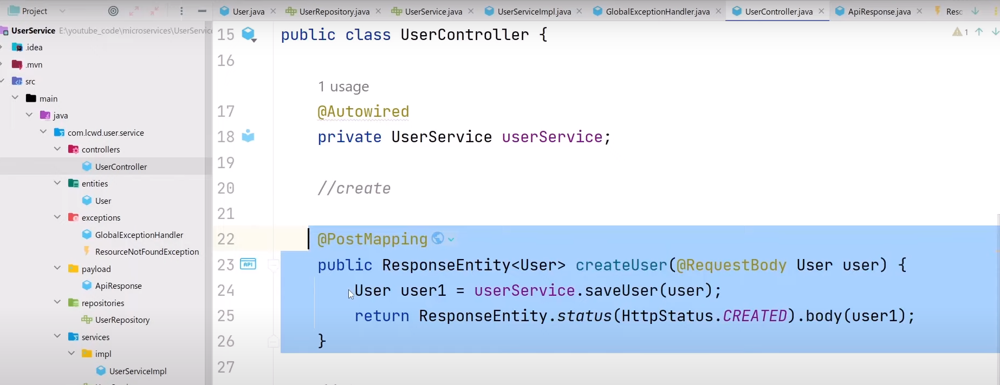 Project
User.java
UserRepository.java
UserService.java
UserServiceImpl.java
GlobalExceptionHandler.java
UserController.java
ApiResponse.java
UserService E:\youtube_code\microservices\UserService
.idea
.mvn
src
main
java
com.lcwd.user.service
controllers
UserController
entities
User
exceptions
GlobalExceptionHandler
ResourceNotFoundException
payload
ApiResponse
repositories
UserRepository
services
impl
UserServiceImpl
1
15 public class UserController {
16
1 usage
17 @Autowired
18 private UserService userService;
19
20 //create
21
22 @PostMapping
23 API public ResponseEntity<User> createUser(@RequestBody User user) {
24 User user1 = userService.saveUser(user);
25 return ResponseEntity.status(HttpStatus.CREATED).body(user1);
26 }
27